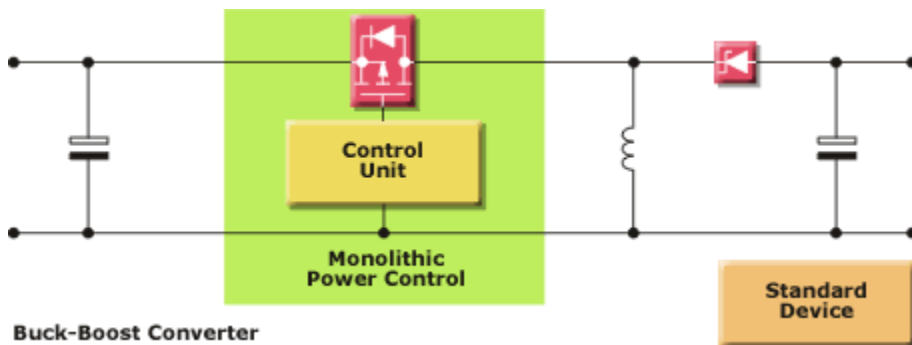 Control
Unit
Monolithic
Power Control
Standard
Device
Buck-Boost Converter